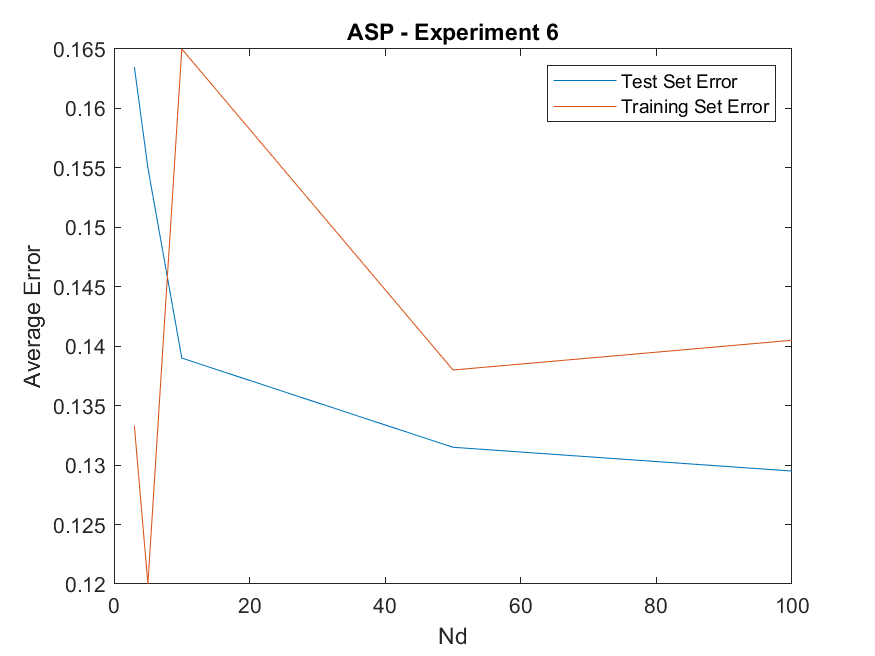 ASP - Experiment 6
0.165
0.16
0.155
0.15
0.145
0.14
0.135
0.13
0.125
0.12
Average Error
Test Set Error
Training Set Error
0 20 40 60 80 100
Nd